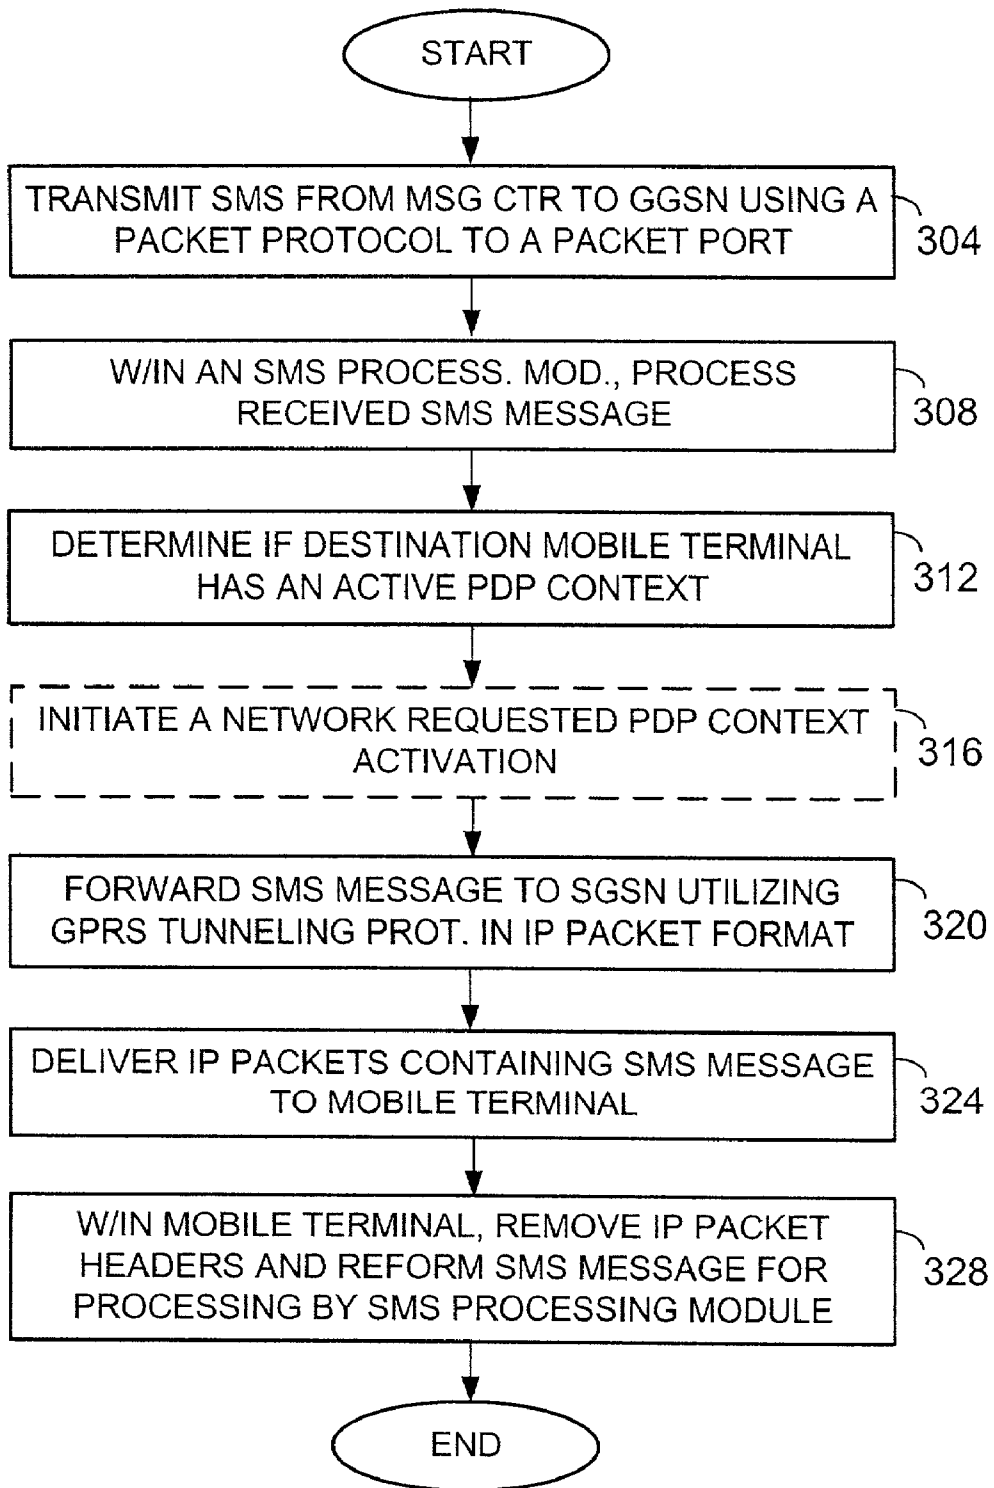 START
TRANSMIT SMS FROM MSG CTR TO GGSN USING A
PACKET PROTOCOL TO A PACKET PORT
304
W/IN AN SMS PROCESS. MOD., PROCESS
RECEIVED SMS MESSAGE
308
DETERMINE IF DESTINATION MOBILE TERMINAL
HAS AN ACTIVE PDP CONTEXT
312
INITIATE A NETWORK REQUESTED PDP CONTEXT
ACTIVATION
316
FORWARD SMS MESSAGE TO SGSN UTILIZING
GPRS TUNNELING PROT. IN IP PACKET FORMAT
320
DELIVER IP PACKETS CONTAINING SMS MESSAGE
TO MOBILE TERMINAL
324
W/IN MOBILE TERMINAL, REMOVE IP PACKET
HEADERS AND REFORM SMS MESSAGE FOR
PROCESSING BY SMS PROCESSING MODULE
328
END